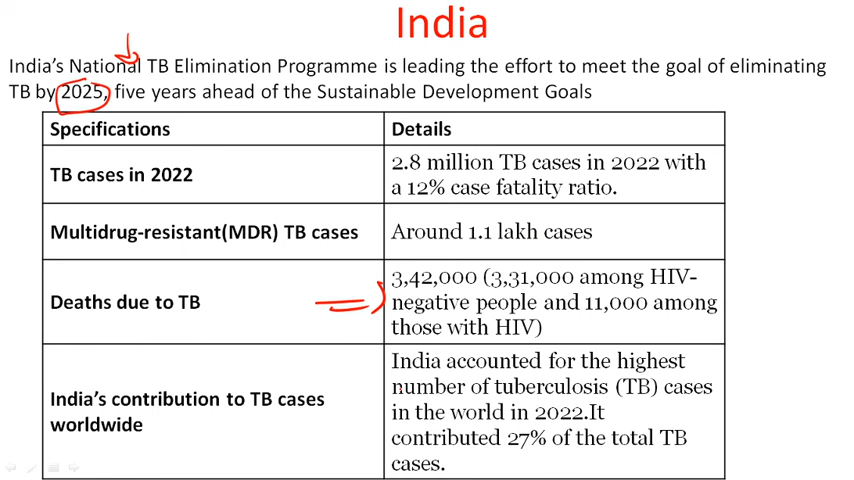 India
India's National TB Elimination Programme is leading the effort to meet the goal of eliminating
TB by 2025, five years ahead of the Sustainable Development Goals
Specifications
Details
TB cases in 2022
2.8 million TB cases in 2022 with
a 12% case fatality ratio.
Multidrug-resistant(MDR) TB cases
Around 1.1 lakh cases
Deaths due to TB
3,42,000 (3,31,000 among HIV-
negative people and 11,000 among
those with HIV)
India's contribution to TB cases
worldwide
India accounted for the highest
number of tuberculosis (TB) cases
in the world in 2022.It
contributed 27% of the total TB
cases.